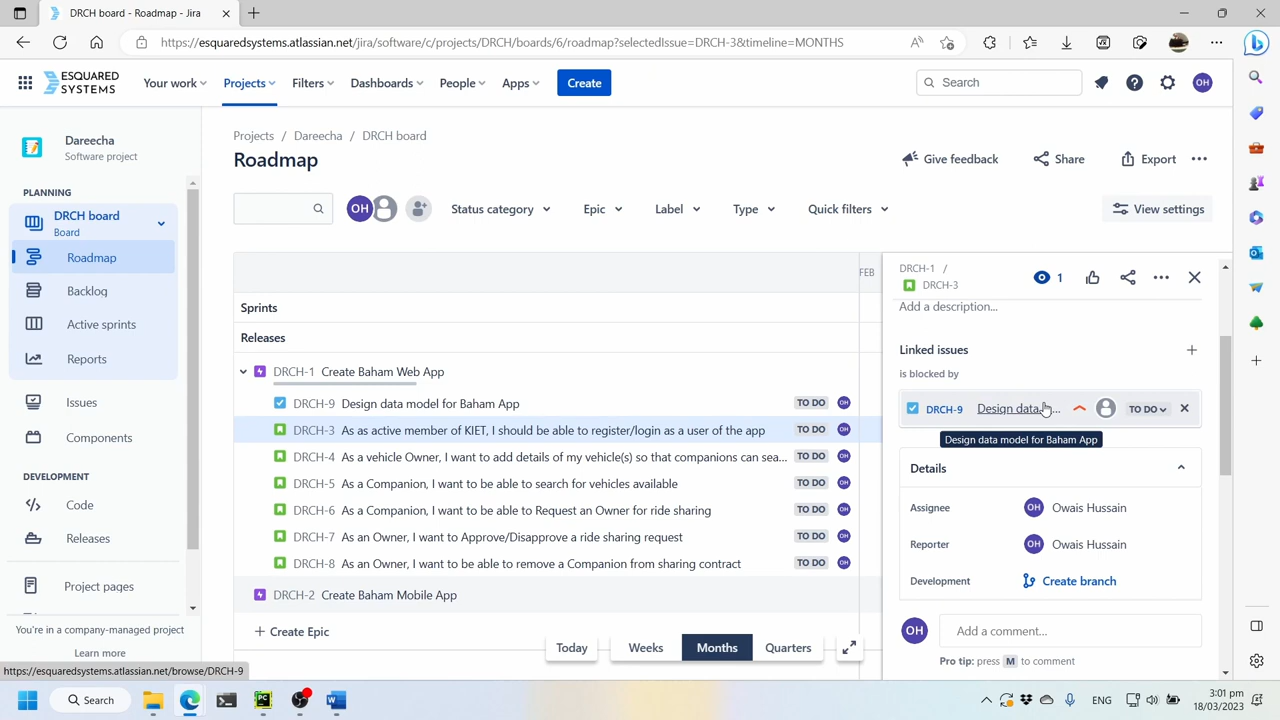 DRCH board - Roadmap - Jira
https://esquaredsystems.atlassian.net/jira/software/c/projects/DRCH/boards/6/roadmap?selectedIssue=DRCH-3&timeline=MONTHS
ESQUARED SYSTEMS
Your work
Projects
Filters
Dashboards
People
Apps
Create
Search
OH
Dareecha
Software project
PLANNING
DRCH board
Board
Roadmap
Backlog
Active sprints
Reports
Issues
Components
DEVELOPMENT
Code
Releases
Project pages
You're in a company-managed project
Learn more
https://esquaredsystems.atlassian.net/browse/DRCH-9
Projects / Dareecha / DRCH board
Roadmap
Give feedback
Share
Export
OH
Status category
Epic
Label
Type
Quick filters
View settings
FEB
Sprints
Releases
DRCH-1 Create Baham Web App
DRCH-9 Design data model for Baham App TO DO OH
DRCH-3 As as active member of KIET, I should be able to register/login as a user of the app TO DO OH
DRCH-4 As a vehicle Owner, I want to add details of my vehicle(s) so that companions can sea... TO DO OH
DRCH-5 As a Companion, I want to be able to search for vehicles available TO DO OH
DRCH-6 As a Companion, I want to be able to Request an Owner for ride sharing TO DO OH
DRCH-7 As an Owner, I want to Approve/Disapprove a ride sharing request TO DO OH
DRCH-8 As an Owner, I want to be able to remove a Companion from sharing contract TO DO OH
DRCH-2 Create Baham Mobile App
+ Create Epic
Today
Weeks
Months
Quarters
DRCH-1 /
DRCH-3
1
Add a description...
Linked issues
is blocked by
DRCH-9 Design data... TO DO
Design data model for Baham App
Details
Assignee OH Owais Hussain
Reporter OH Owais Hussain
Development Create branch
OH Add a comment...
Pro tip: press M to comment
Search
ENG
3:01 pm
18/03/2023